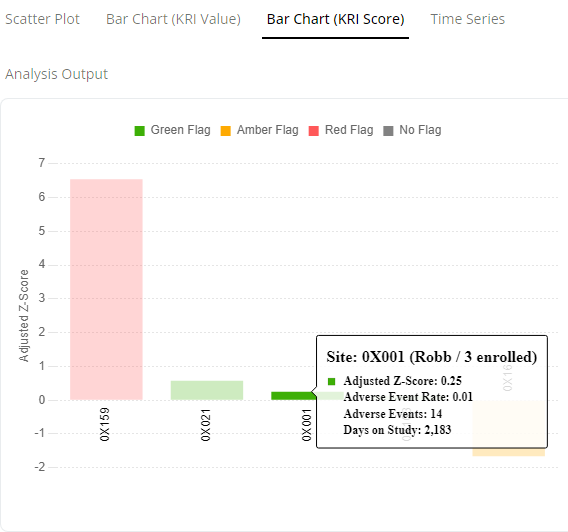 Scatter Plot Bar Chart (KRI Value) Bar Chart (KRI Score) Time Series
Analysis Output
Green Flag Amber Flag Red Flag No Flag
Adjusted Z-Score
7
6
5
4
3
2
1
0
-1
-2
0X159
0X021
0X001
Site: 0X001 (Robb / 3 enrolled)
Adjusted Z-Score: 0.25
Adverse Event Rate: 0.01
Adverse Events: 14
Days on Study: 2,183